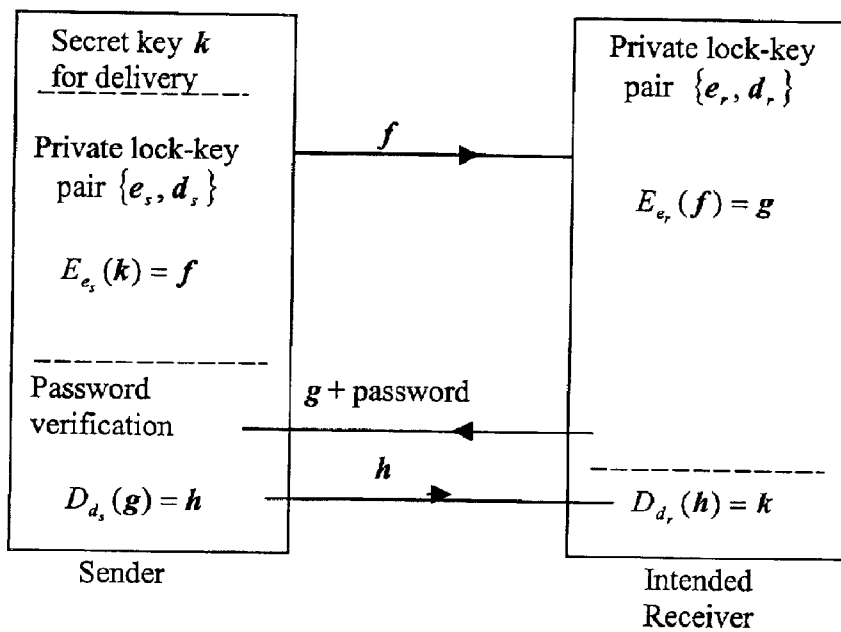 Secret key k
for delivery
Private lock-key
pair {e_s, d_s}
E_{e_s}(k) = f
Password
verification
D_{d_s}(g) = h
Sender
f
g + password
h
Private lock-key
pair {e_r, d_r}
E_{e_r}(f) = g
D_{d_r}(h) = k
Intended
Receiver